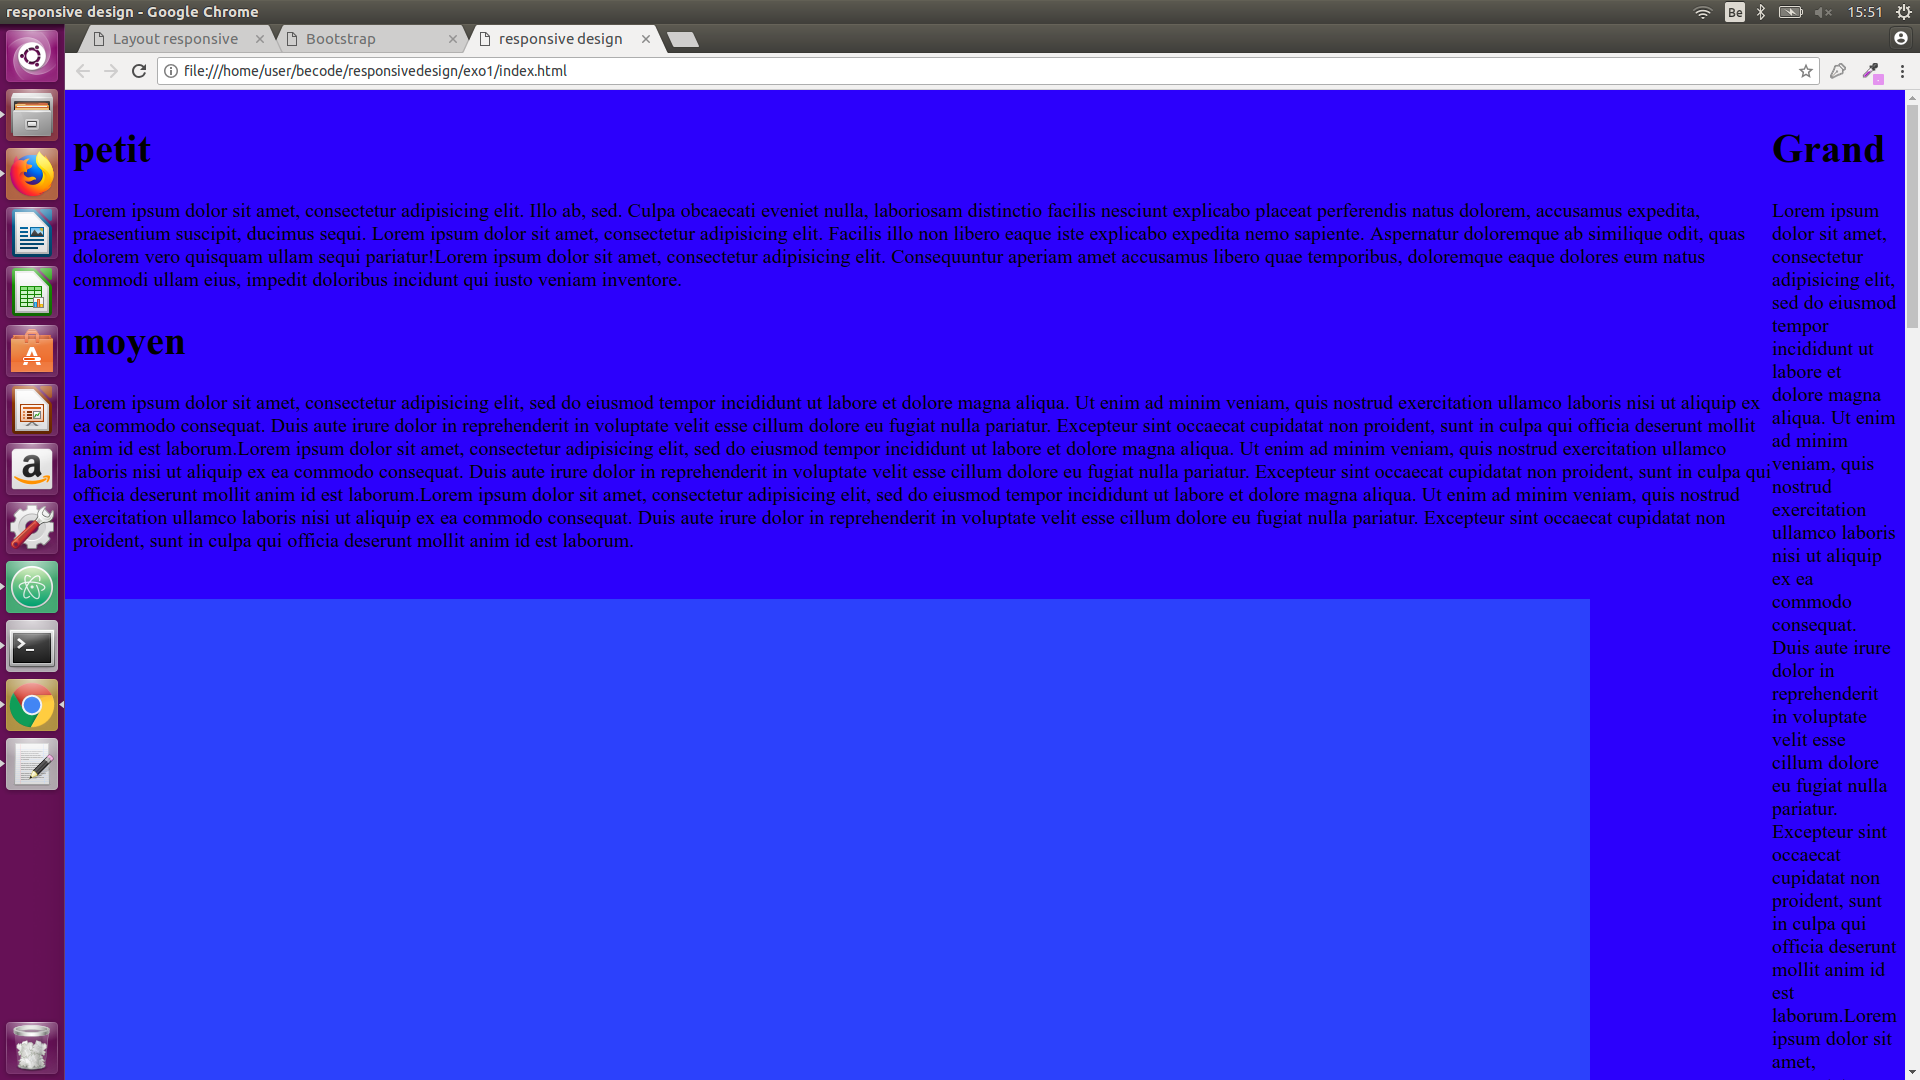 responsive design - Google Chrome
Be
15:51
Layout responsive
Bootstrap
responsive design
file:///home/user/becode/responsivedesign/exo1/index.html
petit
Lorem ipsum dolor sit amet, consectetur adipisicing elit. Illo ab, sed. Culpa obcaecati eveniet nulla, laboriosam distinctio facilis nesciunt explicabo placeat perferendis natus dolorem, accusamus expedita,
praesentium suscipit, ducimus sequi. Lorem ipsum dolor sit amet, consectetur adipisicing elit. Facilis illo non libero eaque iste explicabo expedita nemo sapiente. Aspernatur doloremque ab similique odit, quas
dolorem vero quisquam ullam sequi pariatur!Lorem ipsum dolor sit amet, consectetur adipisicing elit. Consequuntur aperiam amet accusamus libero quae temporibus, doloremque eaque dolores eum natus
commodi ullam eius, impedit doloribus incidunt qui iusto veniam inventore.
moyen
Lorem ipsum dolor sit amet, consectetur adipisicing elit, sed do eiusmod tempor incididunt ut labore et dolore magna aliqua. Ut enim ad minim veniam, quis nostrud exercitation ullamco laboris nisi ut aliquip ex
ea commodo consequat. Duis aute irure dolor in reprehenderit in voluptate velit esse cillum dolore eu fugiat nulla pariatur. Excepteur sint occaecat cupidatat non proident, sunt in culpa qui officia deserunt mollit
anim id est laborum.Lorem ipsum dolor sit amet, consectetur adipisicing elit, sed do eiusmod tempor incididunt ut labore et dolore magna aliqua. Ut enim ad minim veniam, quis nostrud exercitation ullamco
laboris nisi ut aliquip ex ea commodo consequat. Duis aute irure dolor in reprehenderit in voluptate velit esse cillum dolore eu fugiat nulla pariatur. Excepteur sint occaecat cupidatat non proident, sunt in culpa qui
officia deserunt mollit anim id est laborum.Lorem ipsum dolor sit amet, consectetur adipisicing elit, sed do eiusmod tempor incididunt ut labore et dolore magna aliqua. Ut enim ad minim veniam, quis nostrud
exercitation ullamco laboris nisi ut aliquip ex ea commodo consequat. Duis aute irure dolor in reprehenderit in voluptate velit esse cillum dolore eu fugiat nulla pariatur. Excepteur sint occaecat cupidatat non
proident, sunt in culpa qui officia deserunt mollit anim id est laborum.
Grand
Lorem ipsum
dolor sit amet,
consectetur
adipisicing elit,
sed do eiusmod
tempor
incididunt ut
labore et
dolore magna
aliqua. Ut enim
ad minim
veniam, quis
nostrud
exercitation
ullamco laboris
nisi ut aliquip
ex ea
commodo
consequat.
Duis aute irure
dolor in
reprehenderit
in voluptate
velit esse
cillum dolore
eu fugiat nulla
pariatur.
Excepteur sint
occaecat
cupidatat non
proident, sunt
in culpa qui
officia deserunt
mollit anim id
est
laborum.Lorem
ipsum dolor sit
amet,